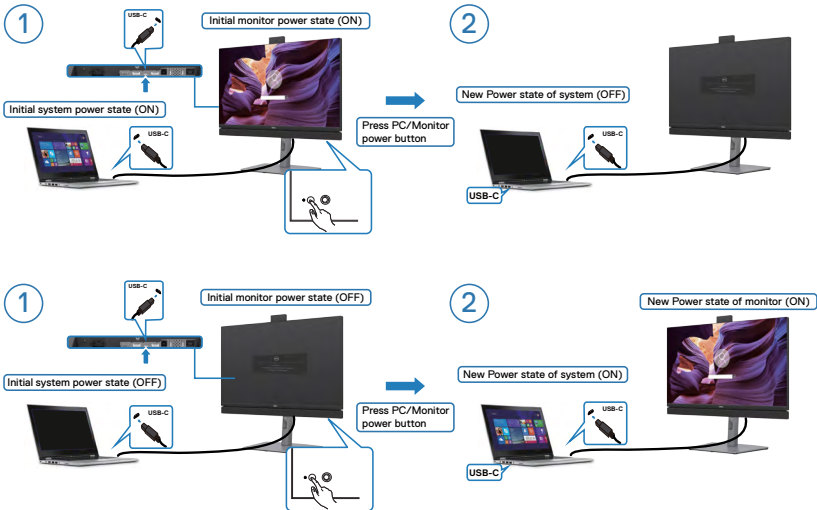 1
USB-C
Initial monitor power state (ON)
Initial system power state (ON)
USB-C
Press PC/Monitor
power button
2
New Power state of system (OFF)
USB-C
USB-C
1
USB-C
Initial monitor power state (OFF)
Initial system power state (OFF)
USB-C
Press PC/Monitor
power button
2
New Power state of monitor (ON)
New Power state of system (ON)
USB-C
USB-C